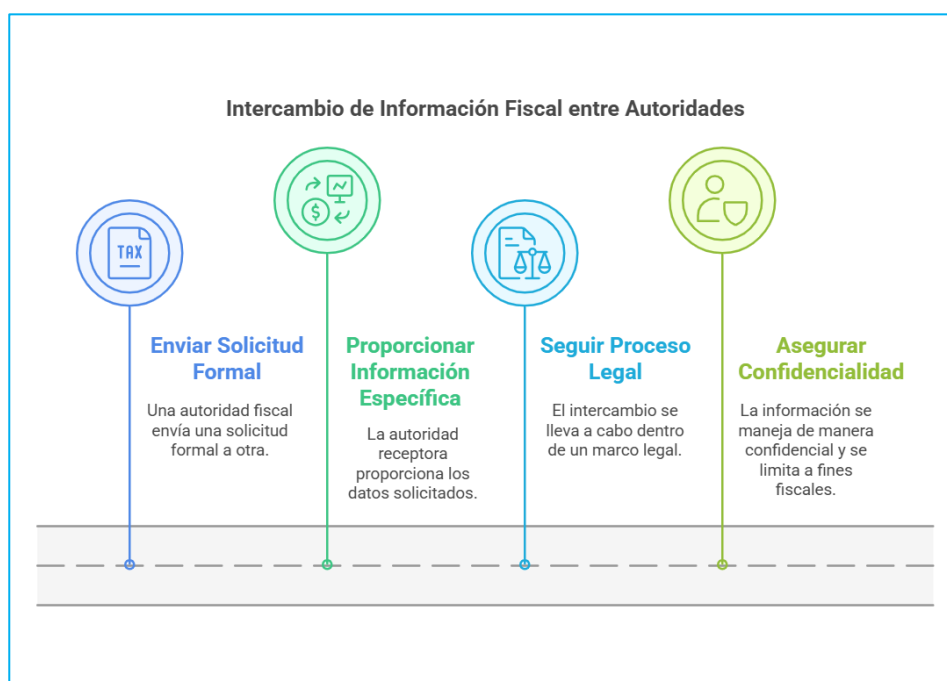 Intercambio de Información Fiscal entre Autoridades
TAX
$
Enviar Solicitud
Formal
Una autoridad fiscal
envía una solicitud
formal a otra.
Proporcionar
Información
Específica
La autoridad
receptora
proporciona los
datos solicitados.
Seguir Proceso
Legal
El intercambio se
lleva a cabo dentro
de un marco legal.
Asegurar
Confidencialidad
La información se
maneja de manera
confidencial y se
limita a fines
fiscales.